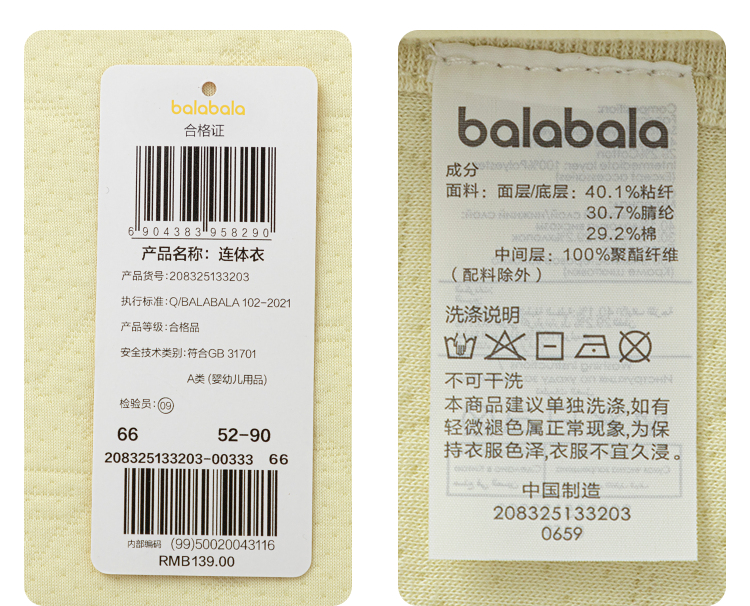 balabala
合格证
6 904383 958290
产品名称：连体衣
产品货号:208325133203
执行标准:Q/BALABALA 102-2021
产品等级:合格品
安全技术类别:符合GB 31701
A类 (婴幼儿用品)
检验员: 09
66 52-90
208325133203-00333 66
内部编码 (99)50020043116
RMB139.00
balabala
成分
面料：面层/底层：40.1%粘纤
30.7%腈纶
29.2%棉
中间层：100%聚酯纤维
（配料除外）
洗涤说明
不可干洗
本商品建议单独洗涤,如有
轻微褪色属正常现象,为保
持衣服色泽,衣服不宜久浸。
中国制造
208325133203
0659